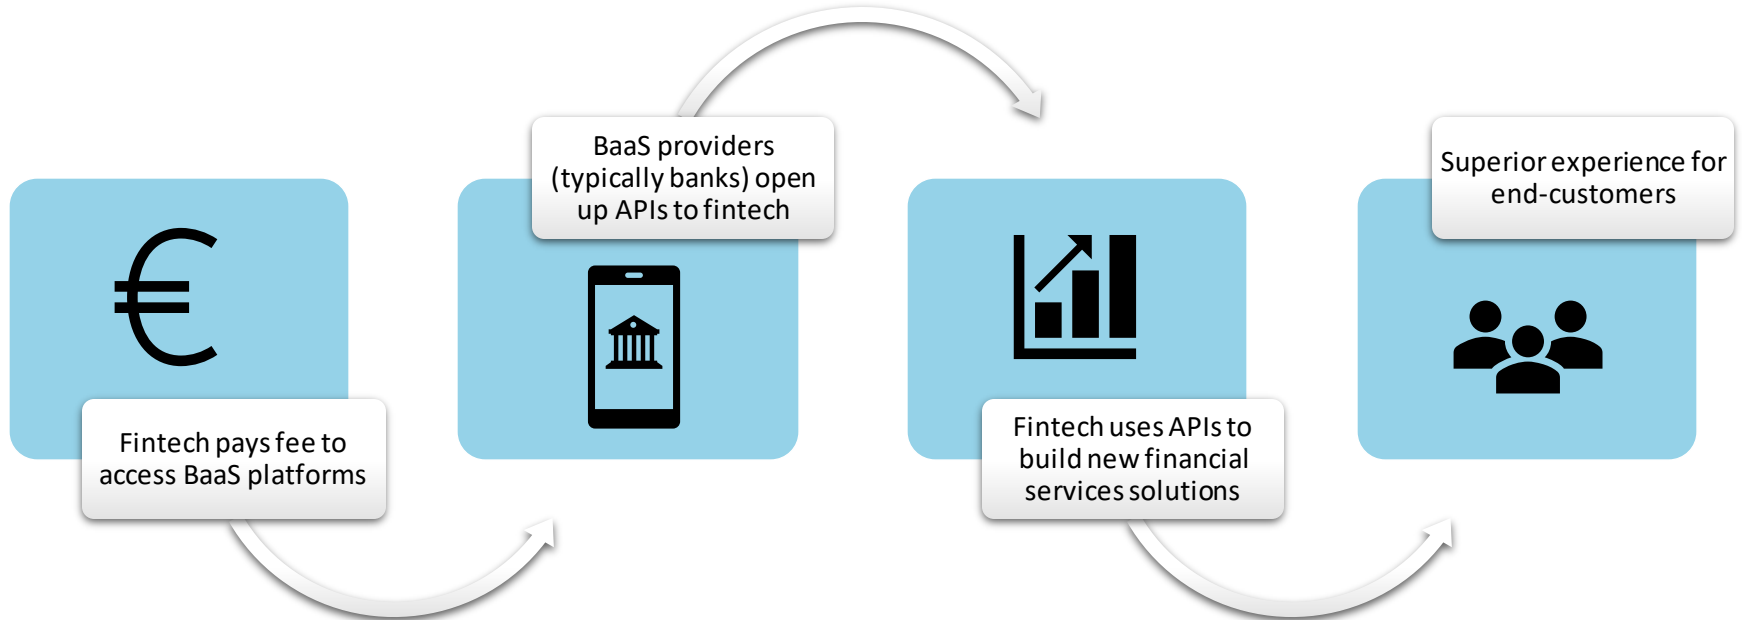 Fintech pays fee to
access BaaS platforms
BaaS providers
(typically banks) open
up APIs to fintech
Fintech uses APIs to
build new financial
services solutions
Superior experience for
end-customers